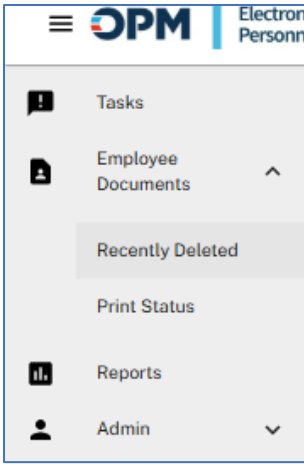 OPM
Electron
Personn
Tasks
Employee
Documents
Recently Deleted
Print Status
Reports
Admin